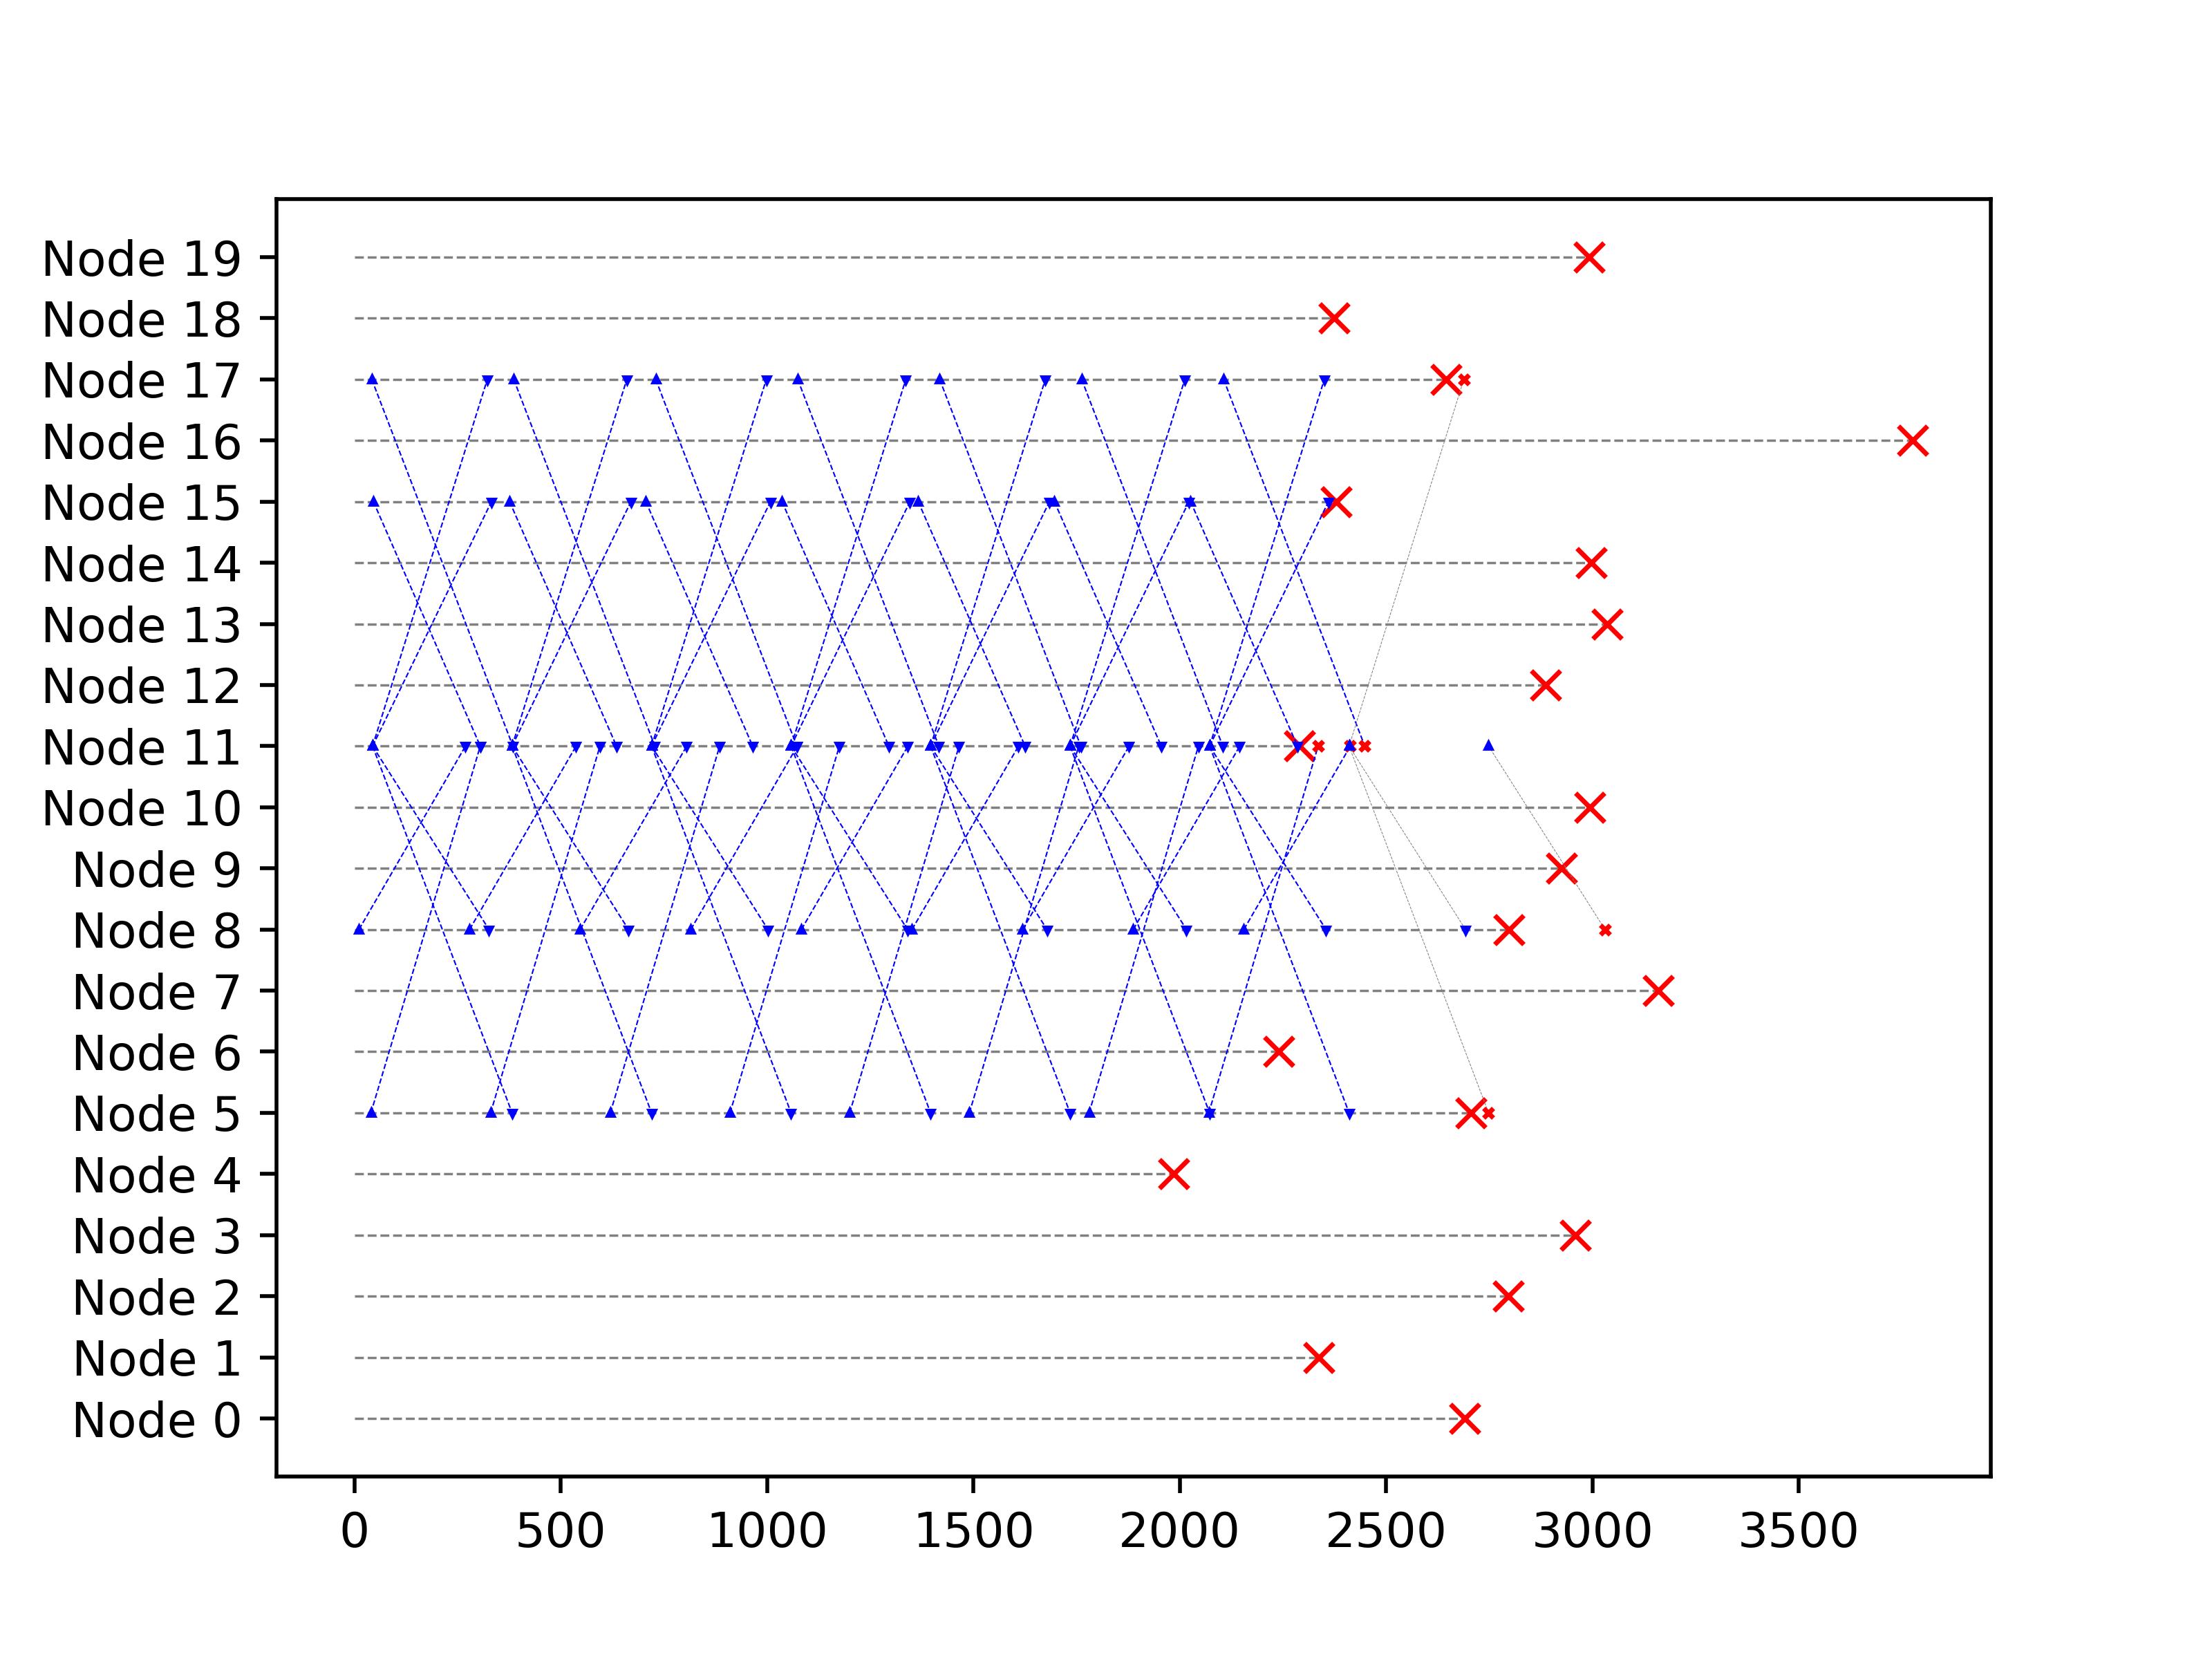 Node 19
Node 18
Node 17
Node 16
Node 15
Node 14
Node 13
Node 12
Node 11
Node 10
Node 9
Node 8
Node 7
Node 6
Node 5
Node 4
Node 3
Node 2
Node 1
Node 0
0 500 1000 1500 2000 2500 3000 3500